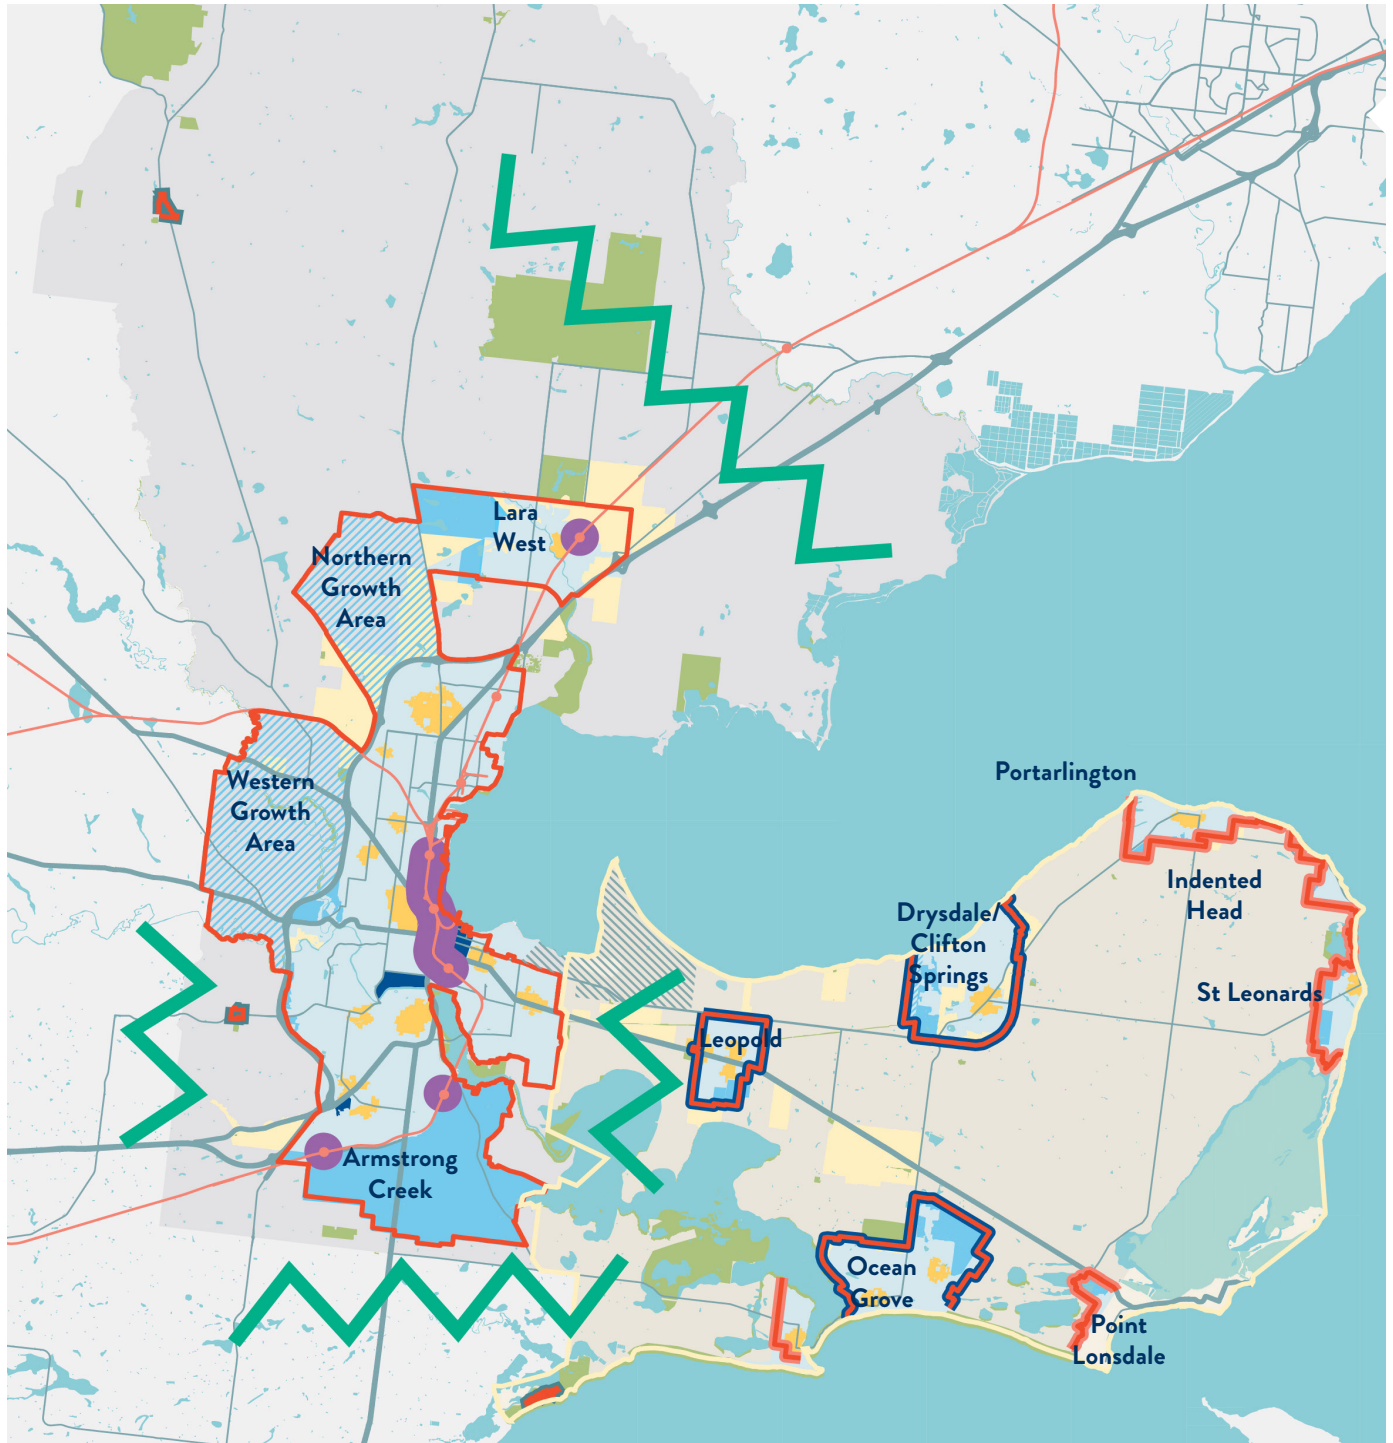 Lara
West
Northern
Growth
Area
Western
Growth
Area
Portarlington
Indented
Head
Drysdale/
Clifton
Springs
St Leonards
Leopold
Armstrong
Creek
Ocean
Grove
Point
Lonsdale